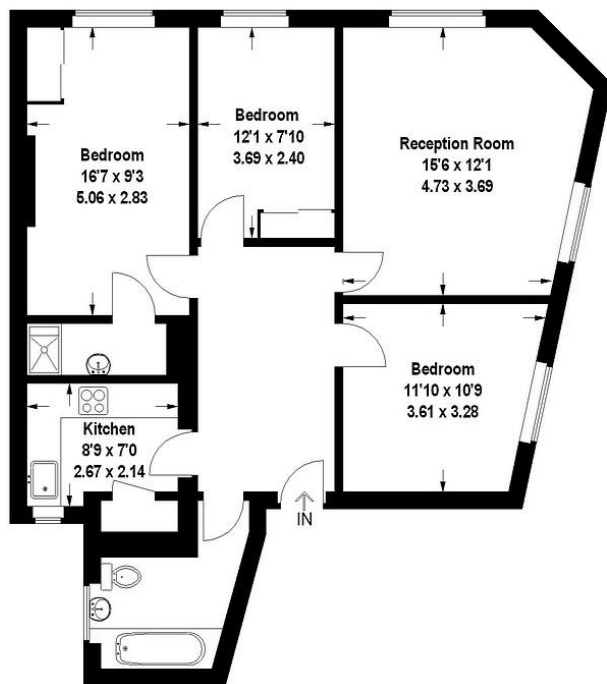 Bedroom
16'7 x 9'3
5.06 x 2.83
Bedroom
12'1 x 7'10
3.69 x 2.40
Reception Room
15'6 x 12'1
4.73 x 3.69
Bedroom
11'10 x 10'9
3.61 x 3.28
Kitchen
8'9 x 7'0
2.67 x 2.14
IN